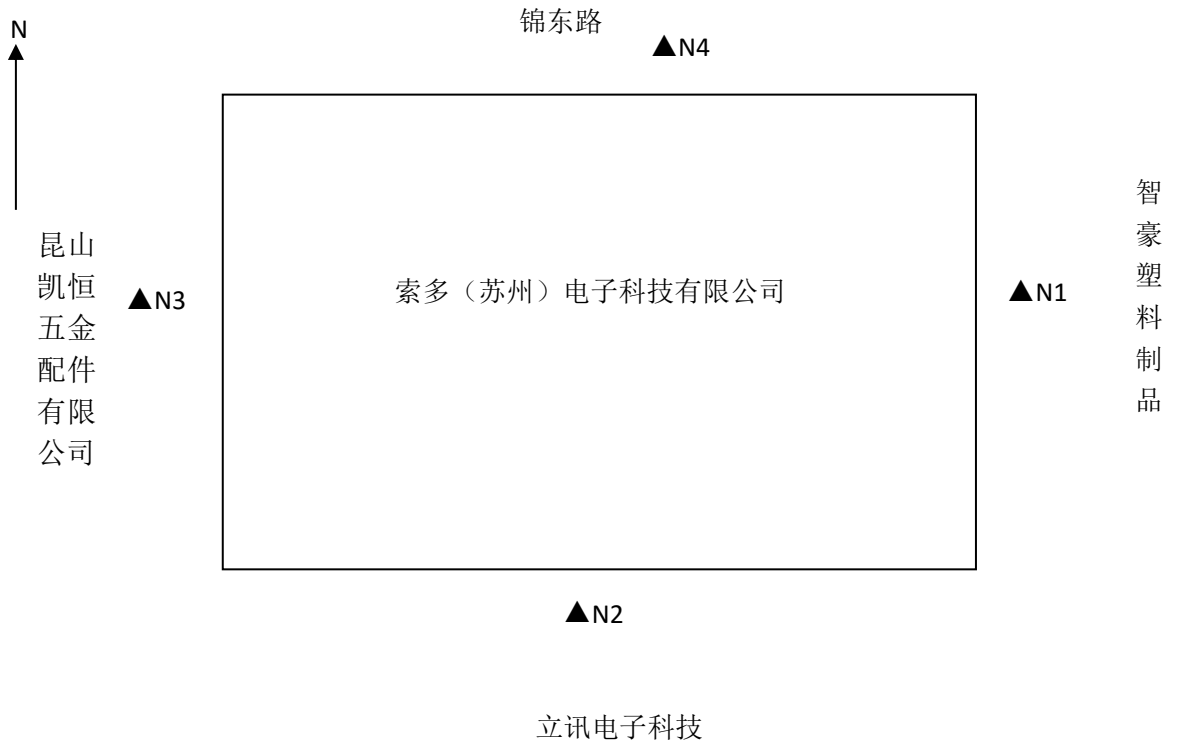 锦东路
N
▲N4
智
豪
塑
料
制
品
昆山
凯恒
五金
配件
有限
公司
▲N3
索多（苏州）电子科技有限公司
▲N1
▲N2
立讯电子科技